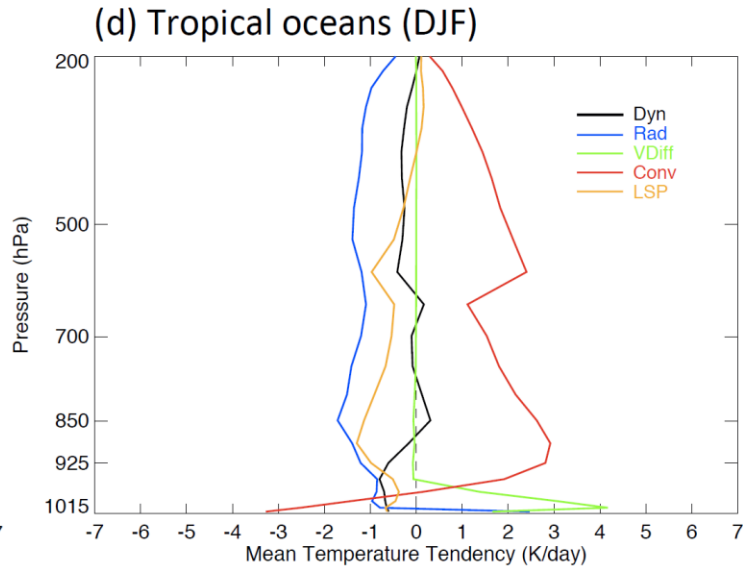 (d) Tropical oceans (DJF)
200
500
700
850
925
1015
Pressure (hPa)
Dyn
Rad
VDiff
Conv
LSP
-7 -6 -5 -4 -3 -2 -1 0 1 2 3 4 5 6 7
Mean Temperature Tendency (K/day)